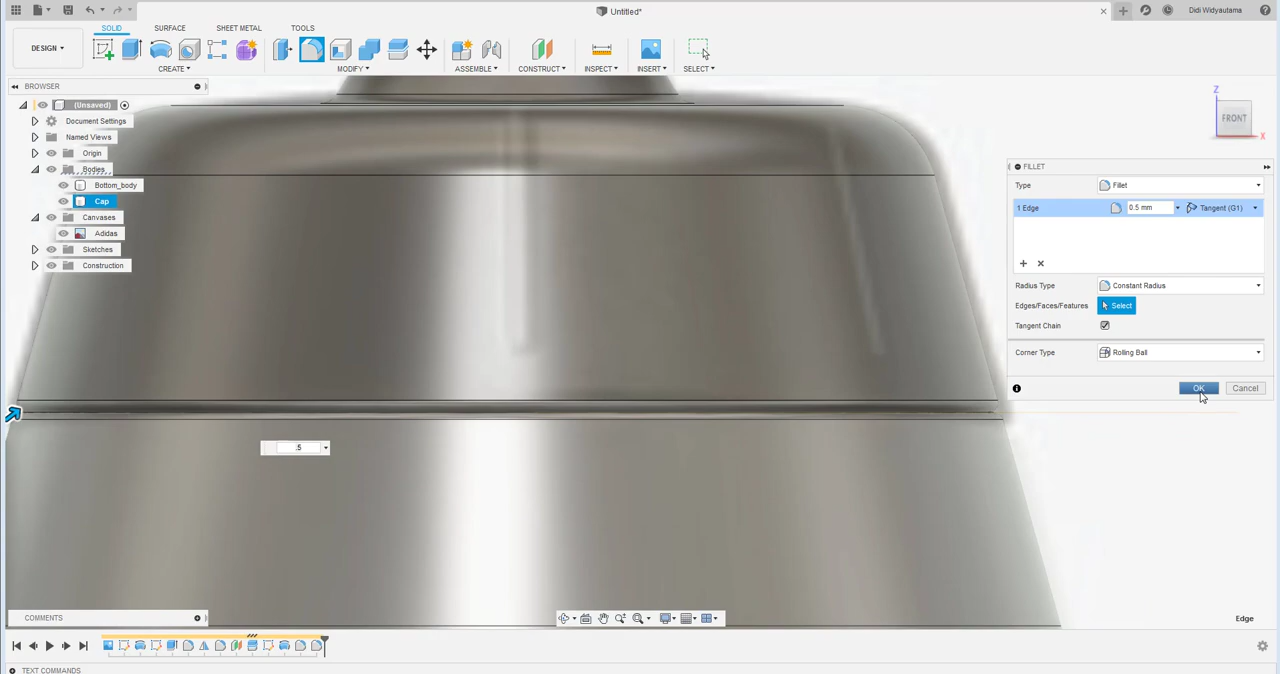 Untitled*
Didi Widyautama
DESIGN
SOLID
SURFACE
SHEET METAL
TOOLS
CREATE
MODIFY
ASSEMBLE
CONSTRUCT
INSPECT
INSERT
SELECT
BROWSER
(Unsaved)
Document Settings
Named Views
Origin
Bodies
Bottom_body
Cap
Canvases
Adidas
Sketches
Construction
Z
FRONT
X
FILLET
Type
Fillet
1 Edge
0.5 mm
Tangent (G1)
Radius Type
Constant Radius
Edges/Faces/Features
Select
Tangent Chain
Corner Type
Rolling Ball
OK
Cancel
.5
COMMENTS
Edge
TEXT COMMANDS